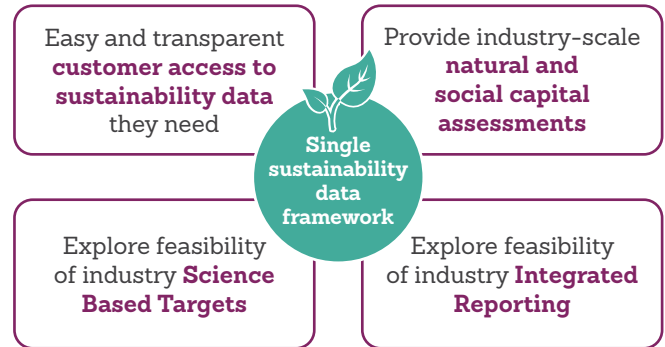 Easy and transparent
customer access to
sustainability data
they need
Provide industry-scale
natural and
social capital
assessments
Single
sustainability
data
framework
Explore feasibility
of industry Science
Based Targets
Explore feasibility
of industry Integrated
Reporting